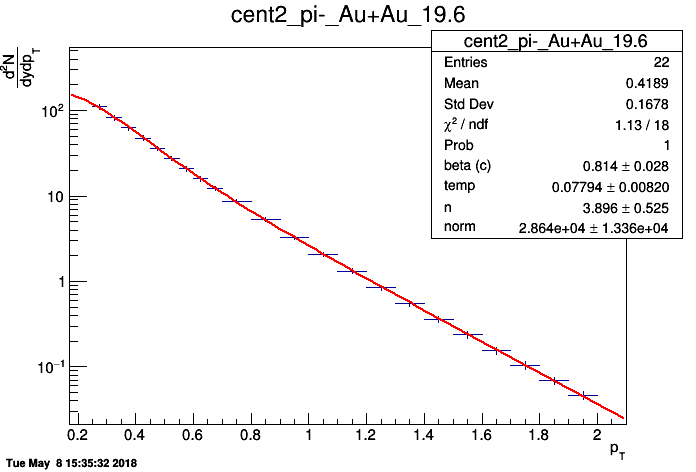 cent2_pi-_Au+Au_19.6
d²N
dydp_T
cent2_pi-_Au+Au_19.6
Entries 22
Mean 0.4189
Std Dev 0.1678
χ² / ndf 1.13 / 18
Prob 1
beta (c) 0.814 ± 0.028
temp 0.07794 ± 0.00820
n 3.896 ± 0.525
norm 2.864e+04 ± 1.336e+04
10²
10
1
10⁻¹
0.2 0.4 0.6 0.8 1 1.2 1.4 1.6 1.8 2
p_T
Tue May 8 15:35:32 2018